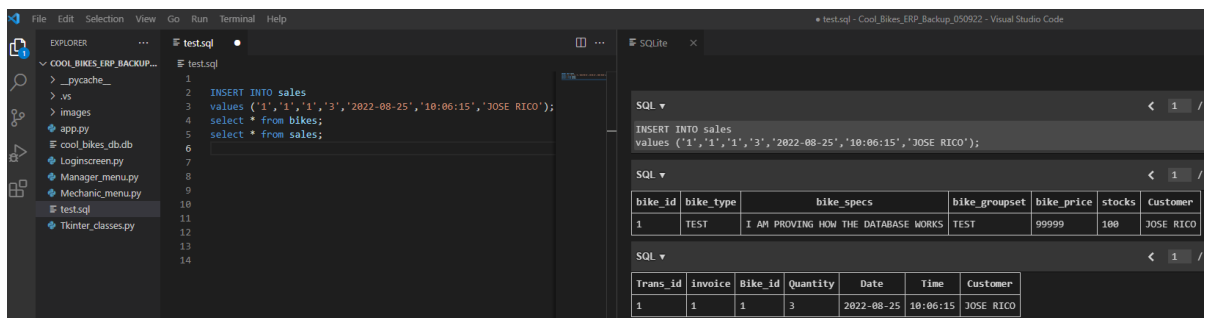 File Edit Selection View Go Run Terminal Help
● test.sql - Cool_Bikes_ERP_Backup_050922 - Visual Studio Code
EXPLORER ...
COOL_BIKES_ERP_BACKUP...
__pycache__
.vs
images
app.py
cool_bikes_db.db
Loginscreen.py
Manager_menu.py
Mechanic_menu.py
test.sql
Tkinter_classes.py
1
test.sql ●
test.sql
1
2 INSERT INTO sales
3 values ('1','1','1','3','2022-08-25','10:06:15','JOSE RICO');
4 select * from bikes;
5 select * from sales;
6
7
8
9
10
11
12
13
14
SQLite ×
SQL ▾ < 1 /
INSERT INTO sales
values ('1','1','1','3','2022-08-25','10:06:15','JOSE RICO');
SQL ▾ < 1 /
bike_id bike_type bike_specs bike_groupset bike_price stocks Customer
1 TEST I AM PROVING HOW THE DATABASE WORKS TEST 99999 100 JOSE RICO
SQL ▾ < 1 /
Trans_id invoice Bike_id Quantity Date Time Customer
1 1 1 3 2022-08-25 10:06:15 JOSE RICO